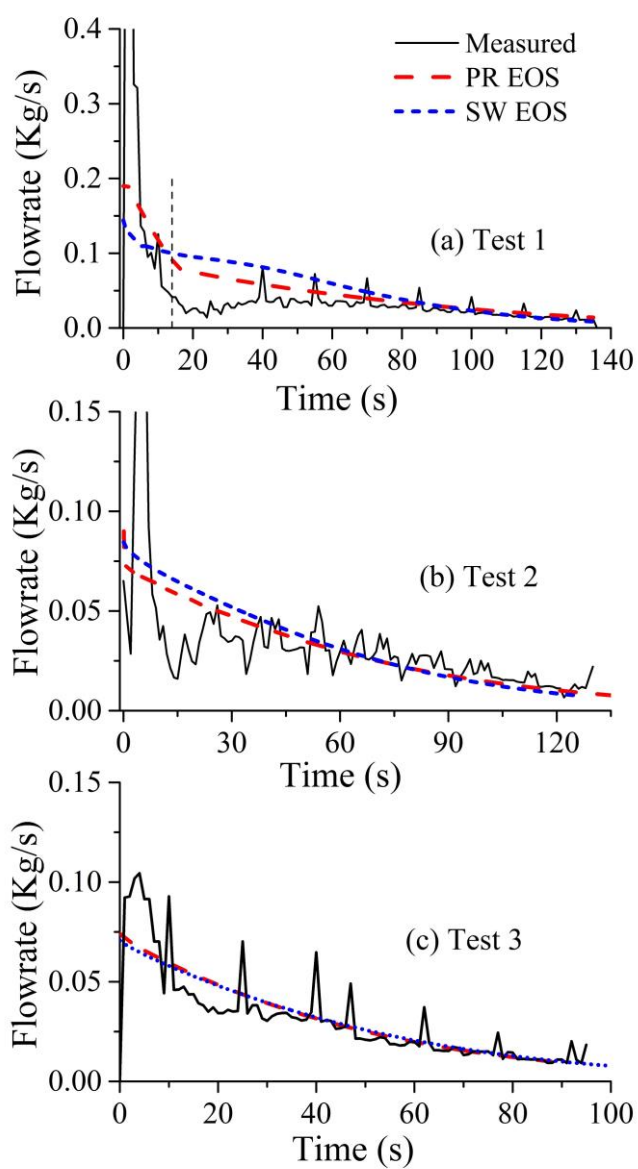 0.4
0.3
0.2
0.1
0.0
Flowrate (Kg/s)
Measured
PR EOS
SW EOS
(a) Test 1
0 20 40 60 80 100 120 140
Time (s)
0.15
0.10
0.05
0.00
Flowrate (Kg/s)
(b) Test 2
0 30 60 90 120
Time (s)
0.15
0.10
0.05
0.00
Flowrate (Kg/s)
(c) Test 3
0 20 40 60 80 100
Time (s)